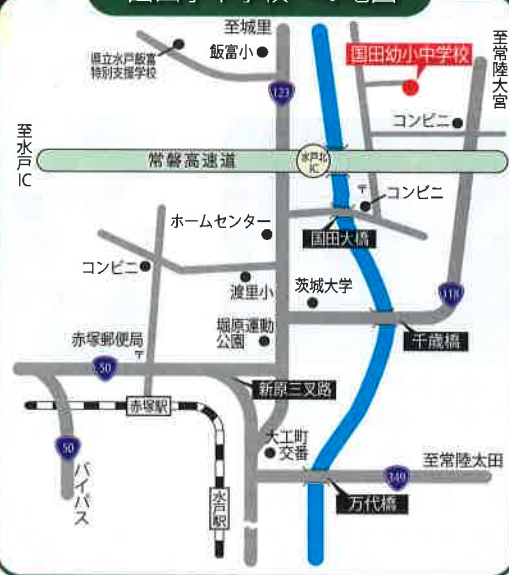 至城里
県立水戸飯富
特別支援学校
飯富小
国田幼小中学校
至常陸大宮
123
コンビニ
至水戸IC
常磐高速道
水戸北
IC
〒
コンビニ
ホームセンター
国田大橋
コンビニ
渡里小
茨城大学
118
堀原運動
公園
千歳橋
赤塚郵便局
〒
50
新原三叉路
赤塚駅
大工町
交番
50
バイパス
水戸駅
至常陸太田
349
万代橋